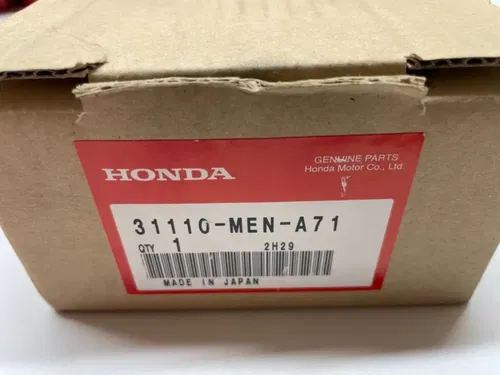 GENUINE PARTS
HONDA
Honda Motor Co., Ltd.
31110-MEN-A71
QTY 1 2H29
MADE IN JAPAN